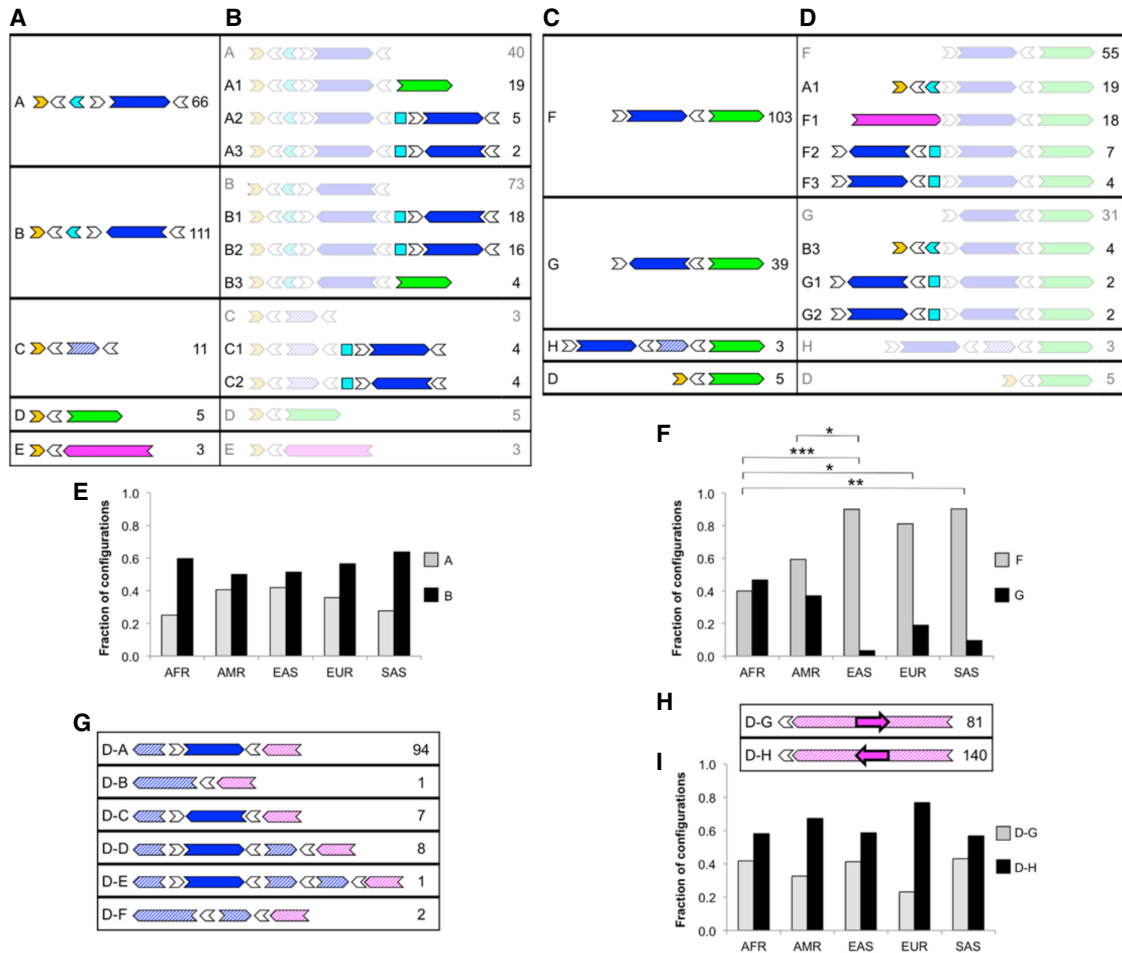 A B C D
A 66
A 40
A1 19
A2 5
A3 2
B 111
B 73
B1 18
B2 16
B3 4
C 11
C 3
C1 4
C2 4
D 5
D 5
E 3
E 3
F 103
F 55
A1 19
F1 18
F2 7
F3 4
G 39
G 31
B3 4
G1 2
G2 2
H 3
H 3
D 5
D 5
E
Fraction of configurations
1.0
0.8
0.6
0.4
0.2
0.0
AFR AMR EAS EUR SAS
A
B
F
*
***
*
**
Fraction of configurations
1.0
0.8
0.6
0.4
0.2
0.0
AFR AMR EAS EUR SAS
F
G
G
D-A 94
D-B 1
D-C 7
D-D 8
D-E 1
D-F 2
H
D-G 81
D-H 140
I
Fraction of configurations
1.0
0.8
0.6
0.4
0.2
0.0
AFR AMR EAS EUR SAS
D-G
D-H